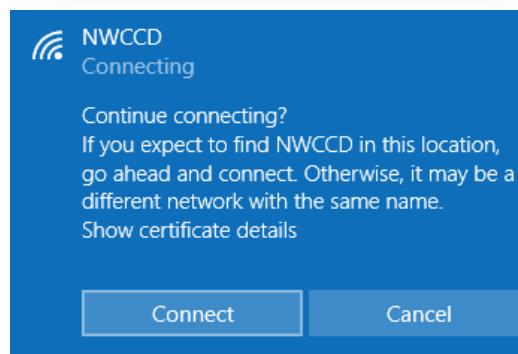 NWCCD
Connecting
Continue connecting?
If you expect to find NWCCD in this location,
go ahead and connect. Otherwise, it may be a
different network with the same name.
Show certificate details
Connect Cancel